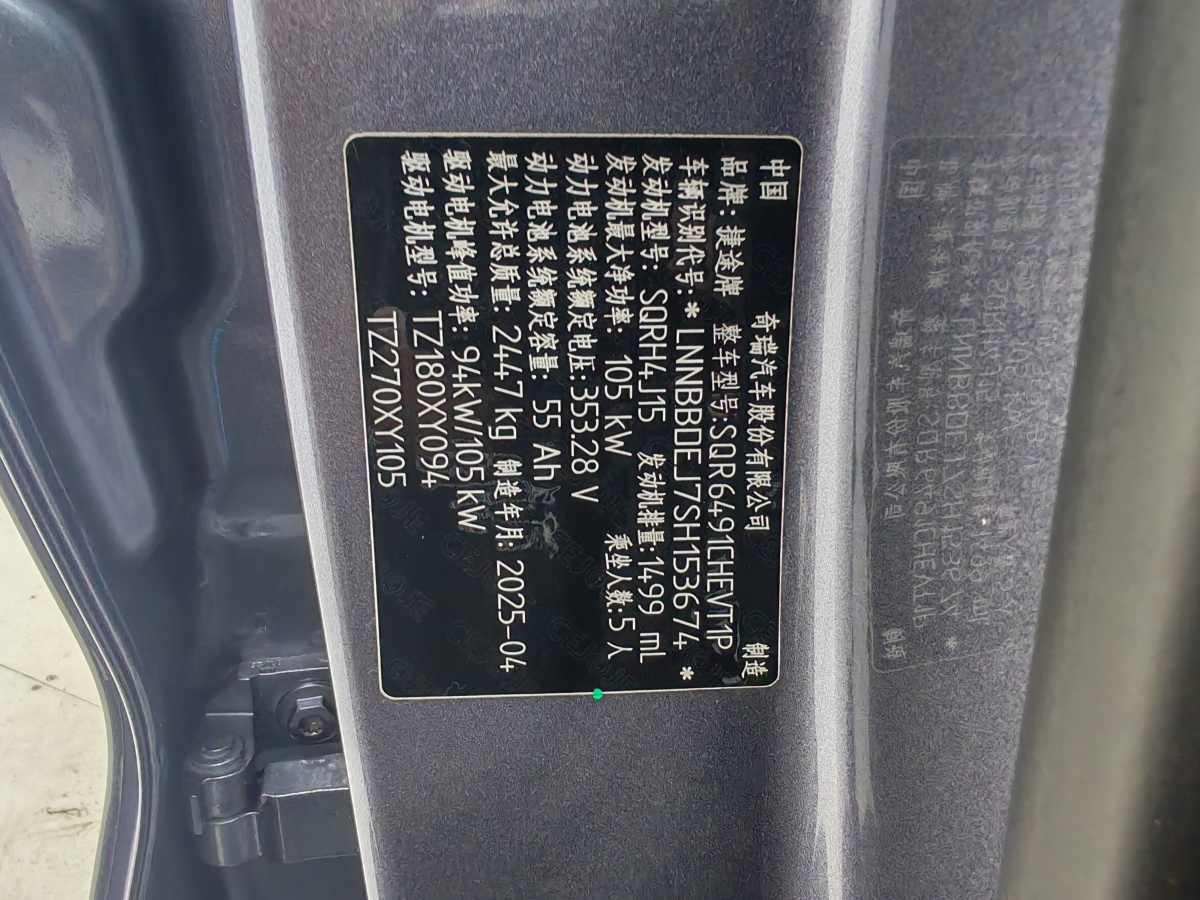 中国 奇瑞汽车股份有限公司 制造
品牌:捷途牌 整车型号:SQR6491CHEVT1P
车辆识别代号:*LNNBBDEJ7SH153674*
发动机型号: SQRH4J15 发动机排量:1499 mL
发动机最大净功率: 105 kW 乘坐人数:5 人
动力电池系统额定电压:353.28 V
动力电池系统额定容量: 55 Ah
最大允许总质量: 2447 kg 制造年月: 2025-04
驱动电机峰值功率: 94kW/105kW
驱动电机型号: TZ180XY094
TZ270XY105